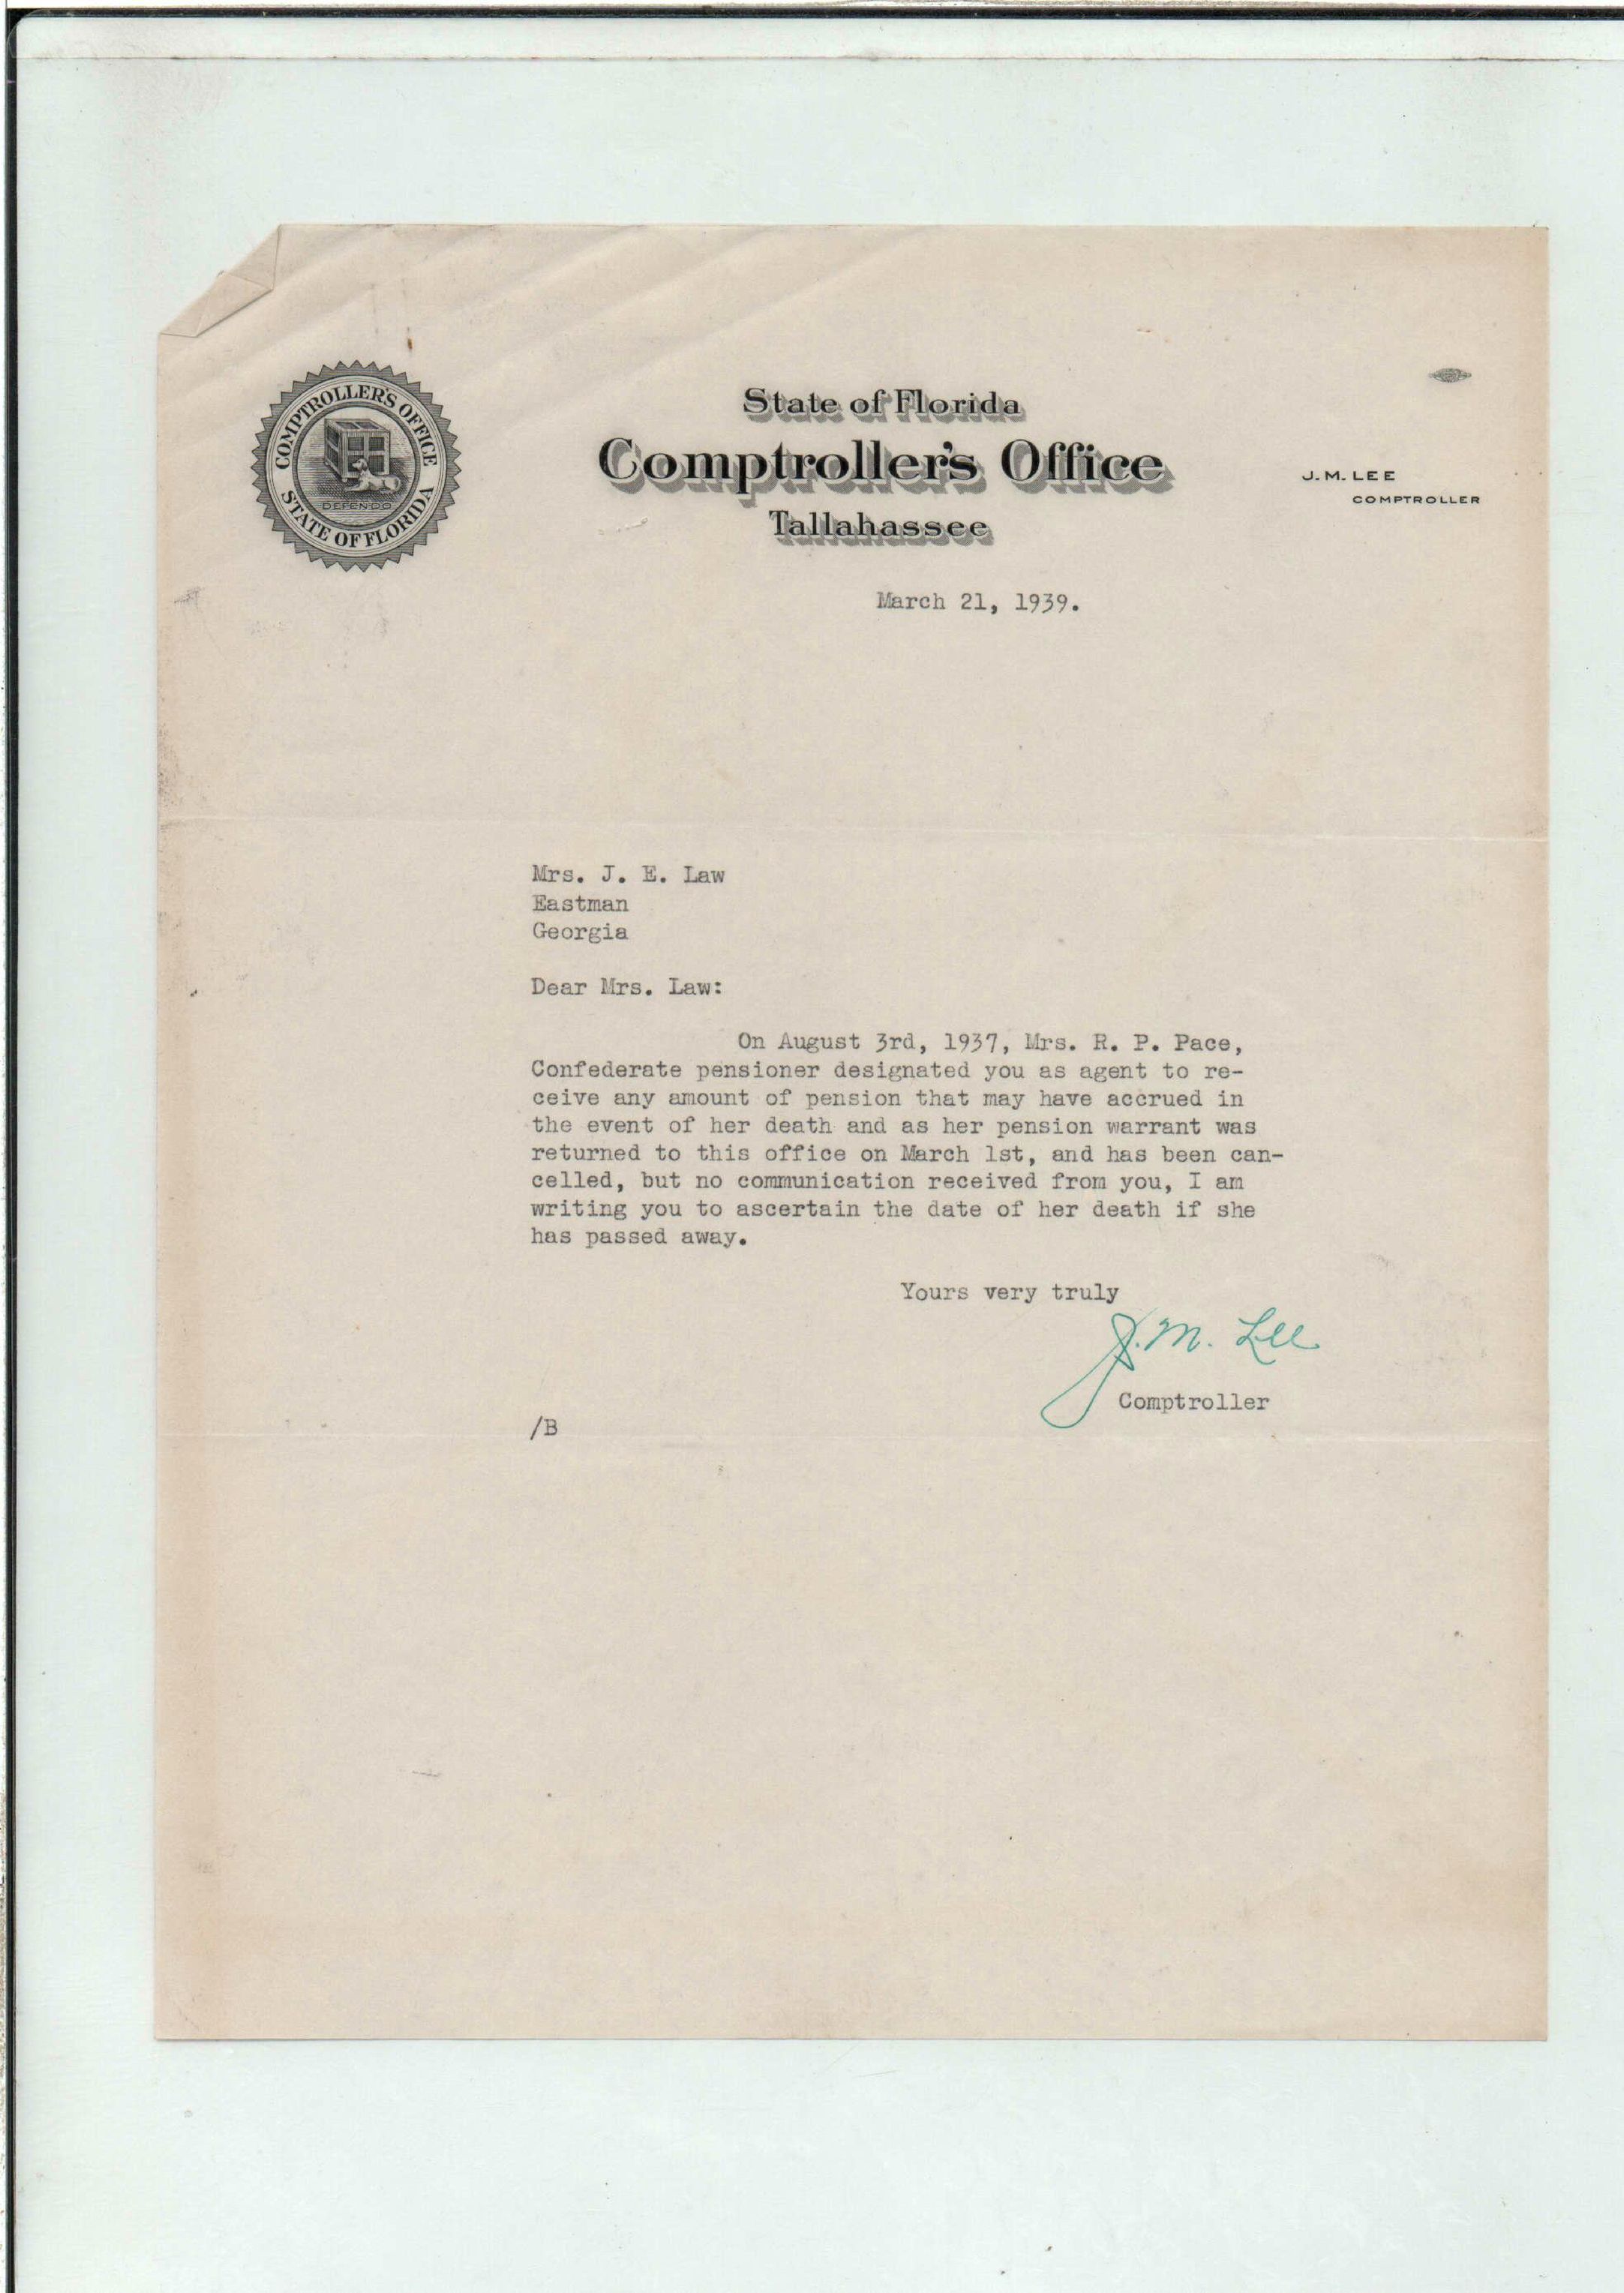 COMPTROLLER'S OFFICE
DEFENDO
STATE OF FLORIDA
State of Florida
Comptroller's Office
Tallahassee
J. M. LEE
COMPTROLLER
March 21, 1939.
Mrs. J. E. Law
Eastman
Georgia
Dear Mrs. Law:
On August 3rd, 1937, Mrs. R. P. Pace,
Confederate pensioner designated you as agent to re-
ceive any amount of pension that may have accrued in
the event of her death and as her pension warrant was
returned to this office on March 1st, and has been can-
celled, but no communication received from you, I am
writing you to ascertain the date of her death if she
has passed away.
Yours very truly
J. M. Lee
Comptroller
/B